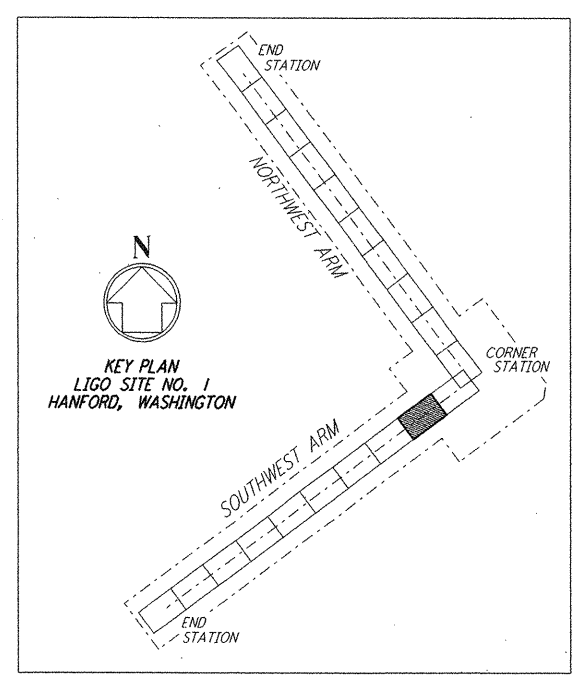 END
STATION
NORTHWEST ARM
N
KEY PLAN
LIGO SITE NO. 1
HANFORD, WASHINGTON
CORNER
STATION
SOUTHWEST ARM
END
STATION